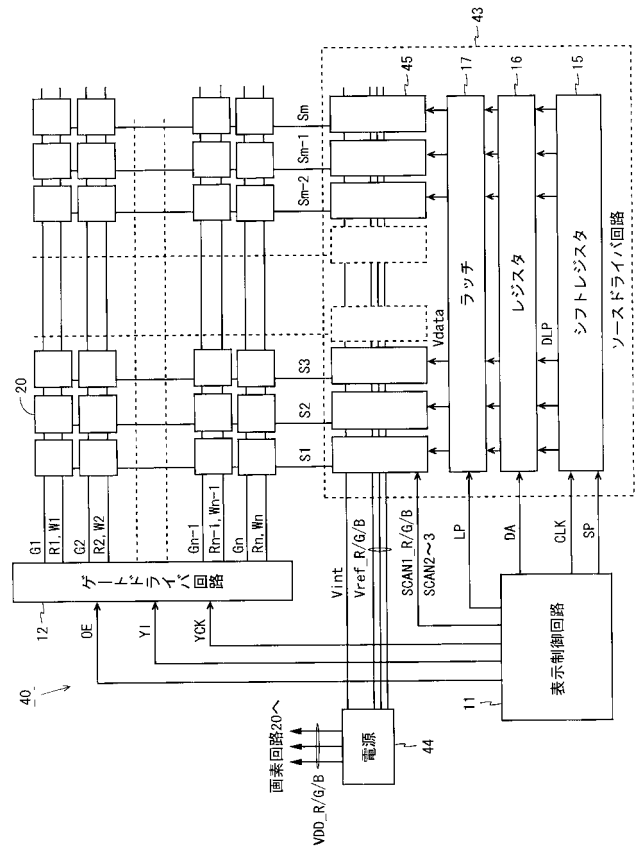 40
12
ゲートドライバ回路
OE
YI
YCK
G1
R1,W1
G2
R2,W2
Gn-1
Rn-1,Wn-1
Gn
Rn,Wn
20
S1
S2
S3
Sm-2
Sm-1
Sm
画素回路20へ
VDD_R/G/B
電源
44
Vint
Vref_R/G/B
SCAN1_R/G/B
SCAN2～3
LP
DA
CLK
SP
11
表示制御回路
Vdata
DLP
ラッチ
レジスタ
シフトレジスタ
ソースドライバ回路
45
17
16
15
43